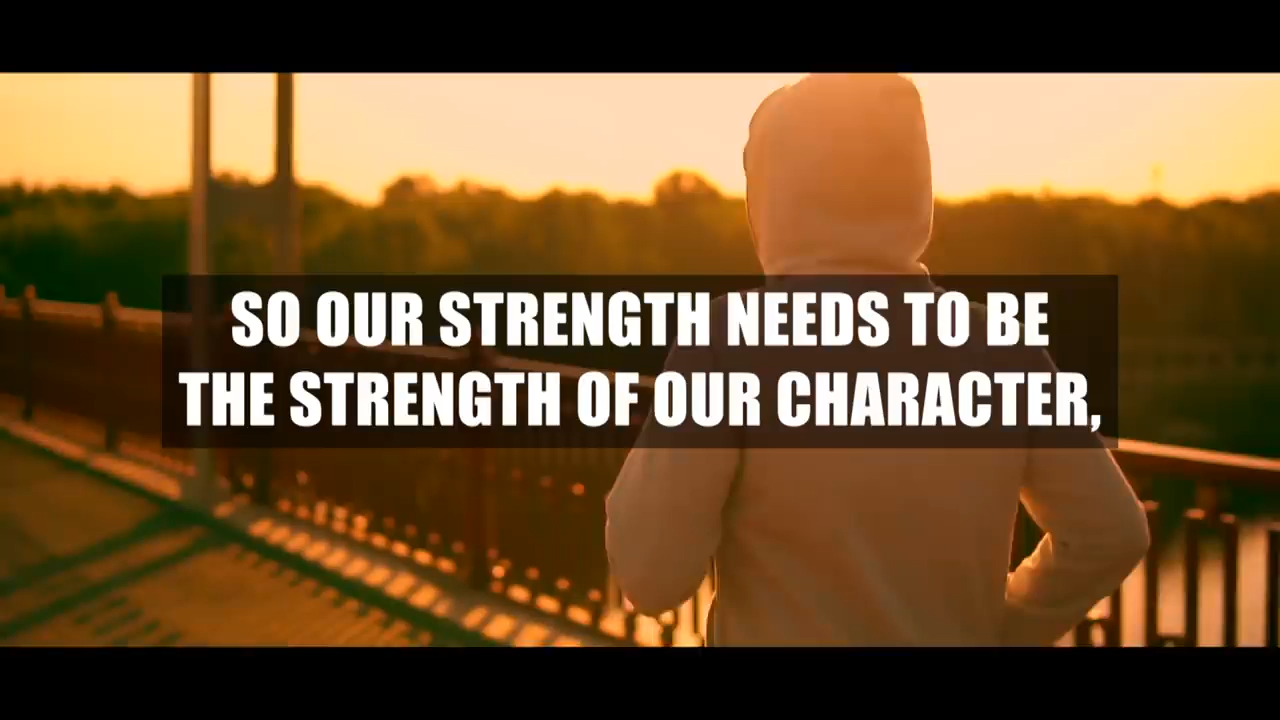 SO OUR STRENGTH NEEDS TO BE
THE STRENGTH OF OUR CHARACTER,